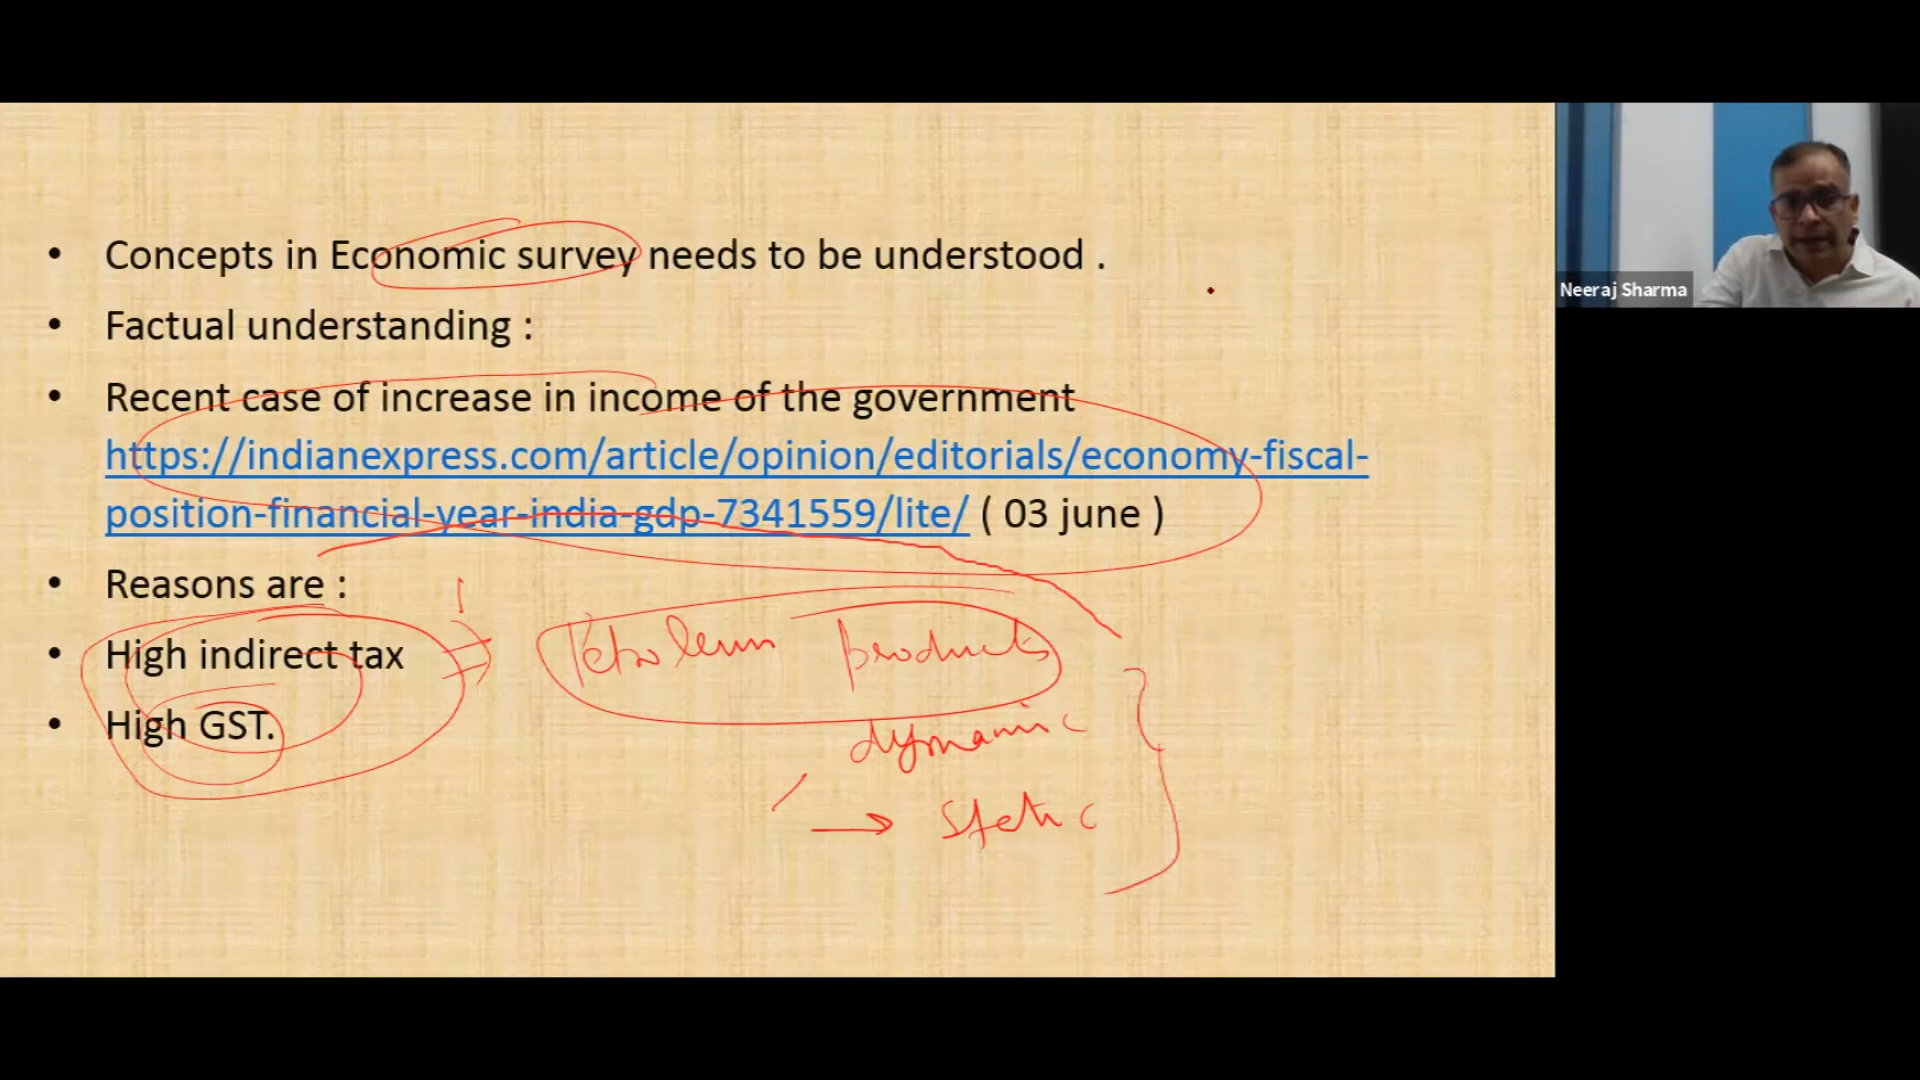 • Concepts in Economic survey needs to be understood .
Neeraj Sharma
• Factual understanding :
• Recent case of increase in income of the government
https://indianexpress.com/article/opinion/editorials/economy-fiscal-
position-financial-year-india-gdp-7341559/lite/ ( 03 june )
• Reasons are :
• High indirect tax
Petroleum products
• High GST.
dynamic
→ static